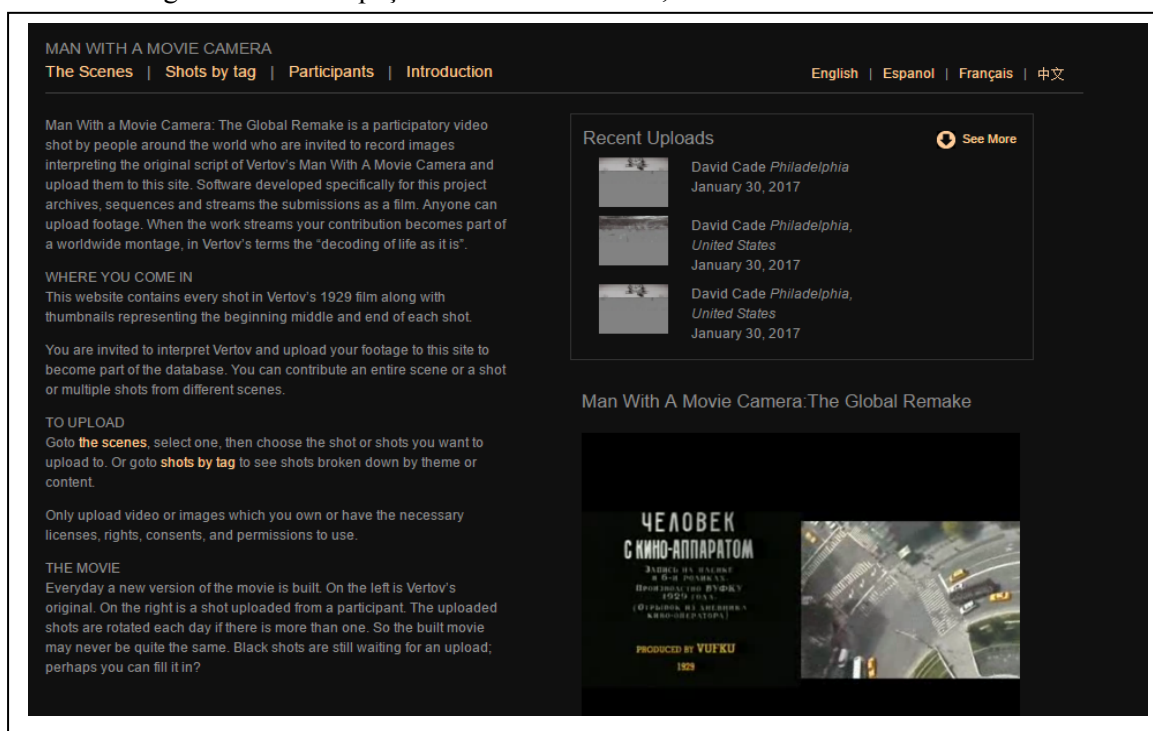 MAN WITH A MOVIE CAMERA
The Scenes | Shots by tag | Participants | Introduction
English | Espanol | Français | 中文
Man With a Movie Camera: The Global Remake is a participatory video
shot by people around the world who are invited to record images
interpreting the original script of Vertov's Man With A Movie Camera and
upload them to this site. Software developed specifically for this project
archives, sequences and streams the submissions as a film. Anyone can
upload footage. When the work streams your contribution becomes part of
a worldwide montage, in Vertov's terms the “decoding of life as it is”.
WHERE YOU COME IN
This website contains every shot in Vertov's 1929 film along with
thumbnails representing the beginning middle and end of each shot.
You are invited to interpret Vertov and upload your footage to this site to
become part of the database. You can contribute an entire scene or a shot
or multiple shots from different scenes.
TO UPLOAD
Goto the scenes, select one, then choose the shot or shots you want to
upload to. Or goto shots by tag to see shots broken down by theme or
content.
Only upload video or images which you own or have the necessary
licenses, rights, consents, and permissions to use.
THE MOVIE
Everyday a new version of the movie is built. On the left is Vertov's
original. On the right is a shot uploaded from a participant. The uploaded
shots are rotated each day if there is more than one. So the built movie
may never be quite the same. Black shots are still waiting for an upload;
perhaps you can fill it in?
Recent Uploads
See More
David Cade Philadelphia
January 30, 2017
David Cade Philadelphia,
United States
January 30, 2017
David Cade Philadelphia,
United States
January 30, 2017
Man With A Movie Camera:The Global Remake
ЧЕЛОВЕК
С КИНО-АППАРАТОМ
Запись на пленке
в 6-и роликах.
Производство ВУФКУ
1929 года.
(Отрывок из дневника
кино-оператора)
PRODUCED BY VUFKU
1929